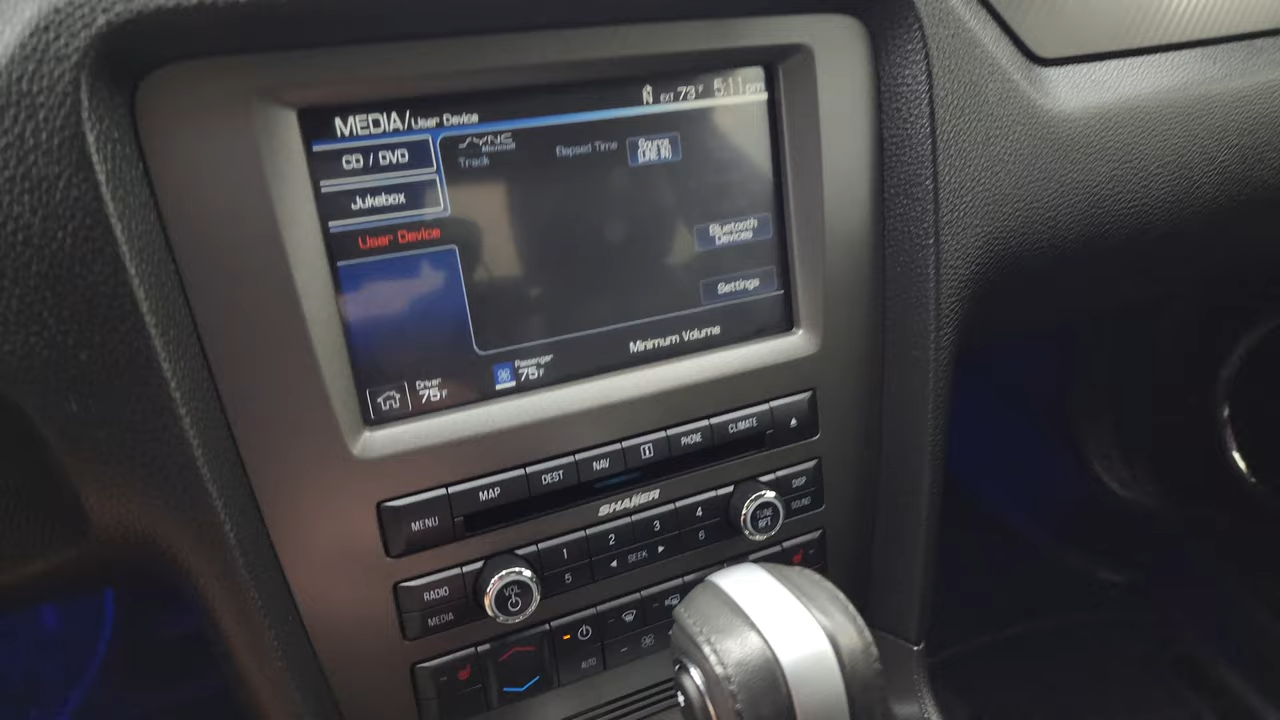 N EXT 73°F 5:11 pm
MEDIA/User Device
CD / DVD
SYNC
Microsoft
Track
Elapsed Time
Source
(LINE IN)
Jukebox
User Device
Bluetooth
Devices
Settings
Minimum Volume
Driver
75°F
Passenger
75°F
MENU
MAP
DEST
NAV
i
PHONE
CLIMATE
SHAKER
RADIO
MEDIA
VOL
1
2
3
4
5
SEEK
6
TUNE
RPT
DISP
SOUND
AUTO